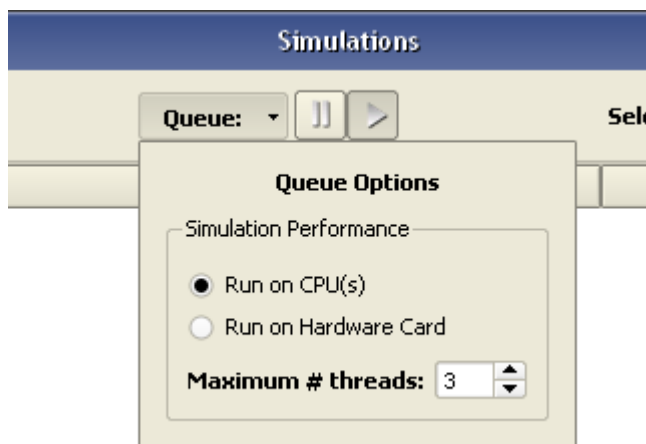 Simulations
Queue:
Queue Options
Simulation Performance
Run on CPU(s)
Run on Hardware Card
Maximum # threads: 3